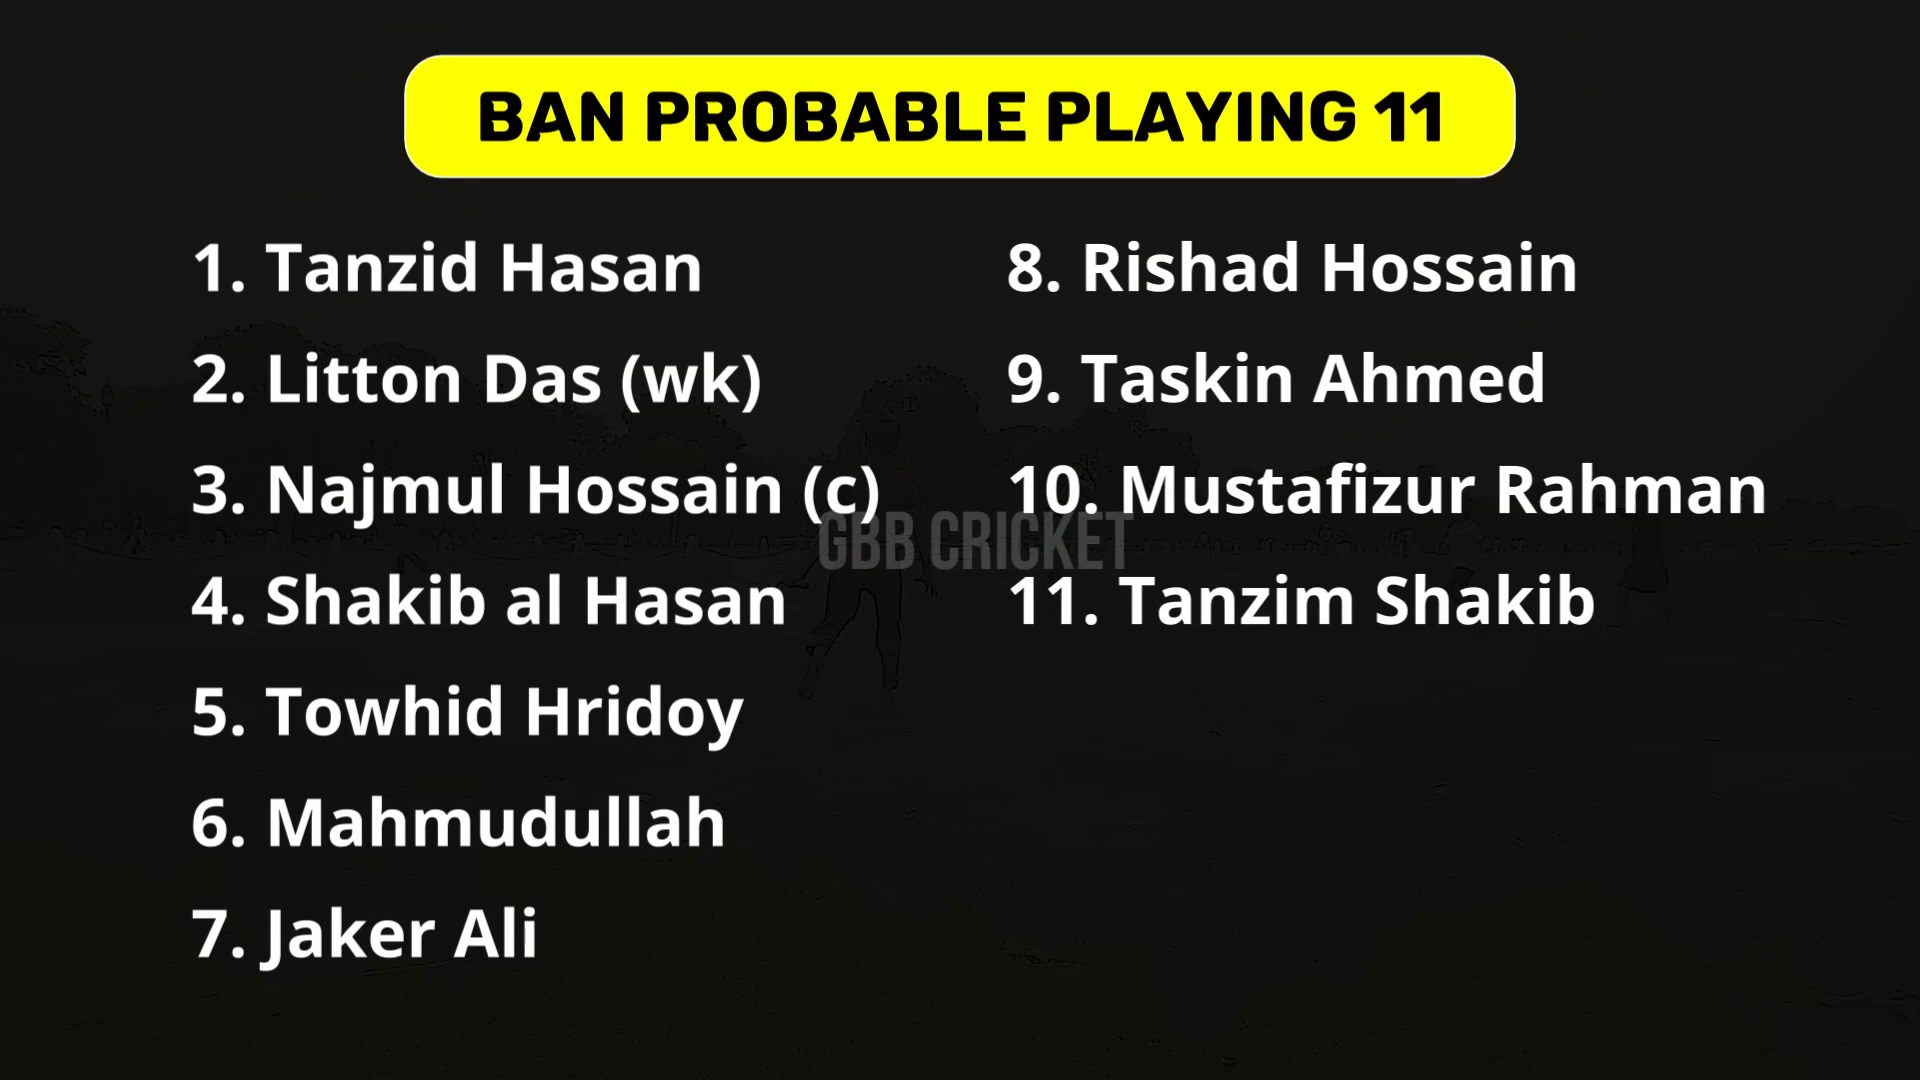 BAN PROBABLE PLAYING 11
1. Tanzid Hasan
2. Litton Das (wk)
3. Najmul Hossain (c)
4. Shakib al Hasan
5. Towhid Hridoy
6. Mahmudullah
7. Jaker Ali
8. Rishad Hossain
9. Taskin Ahmed
10. Mustafizur Rahman
11. Tanzim Shakib
GBB CRICKET